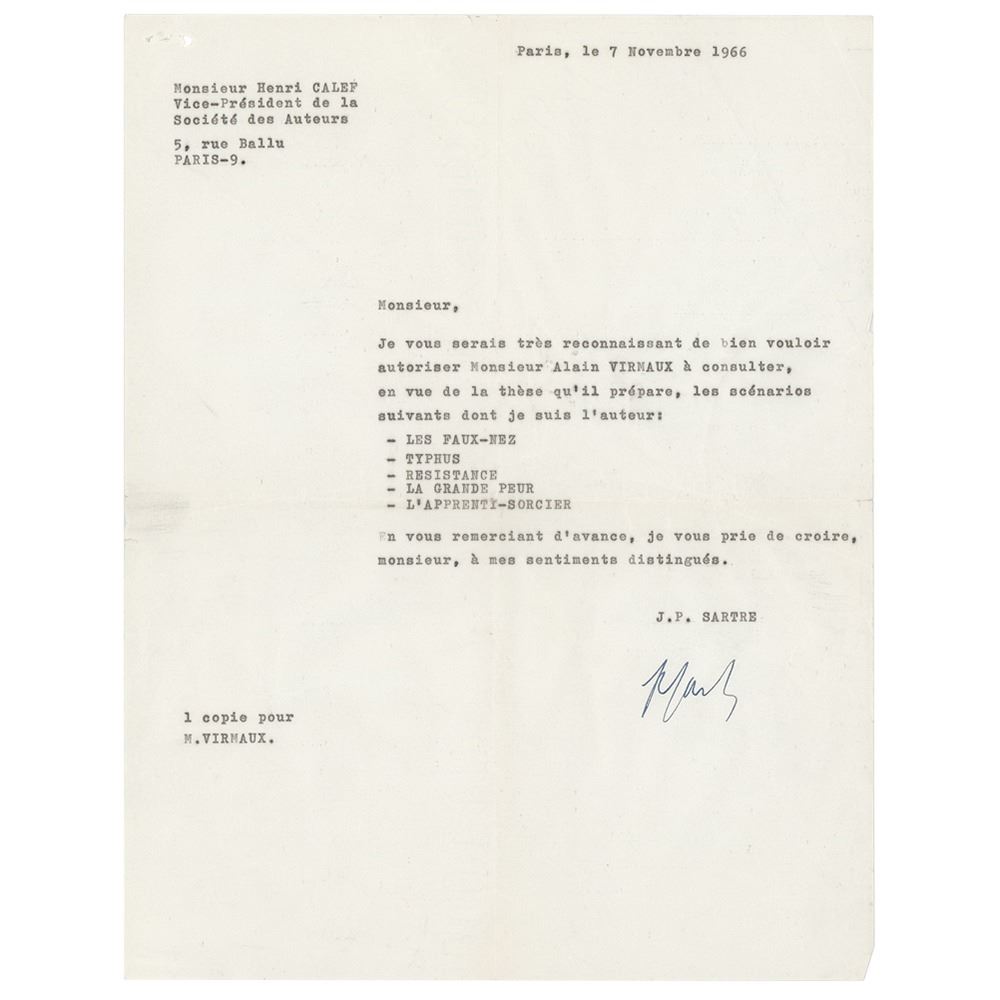 Paris, le 7 Novembre 1966
Monsieur Henri CALEF
Vice-Président de la
Société des Auteurs
5, rue Ballu
PARIS-9.
Monsieur,
Je vous serais très reconnaissant de bien vouloir
autoriser Monsieur Alain VIRMAUX à consulter,
en vue de la thèse qu'il prépare, les scénarios
suivants dont je suis l'auteur:
- LES FAUX-NEZ
- TYPHUS
- RESISTANCE
- LA GRANDE PEUR
- L'APPRENTI-SORCIER
En vous remerciant d'avance, je vous prie de croire,
monsieur, à mes sentiments distingués.
J.P. SARTRE
1 copie pour
M.VIRMAUX.